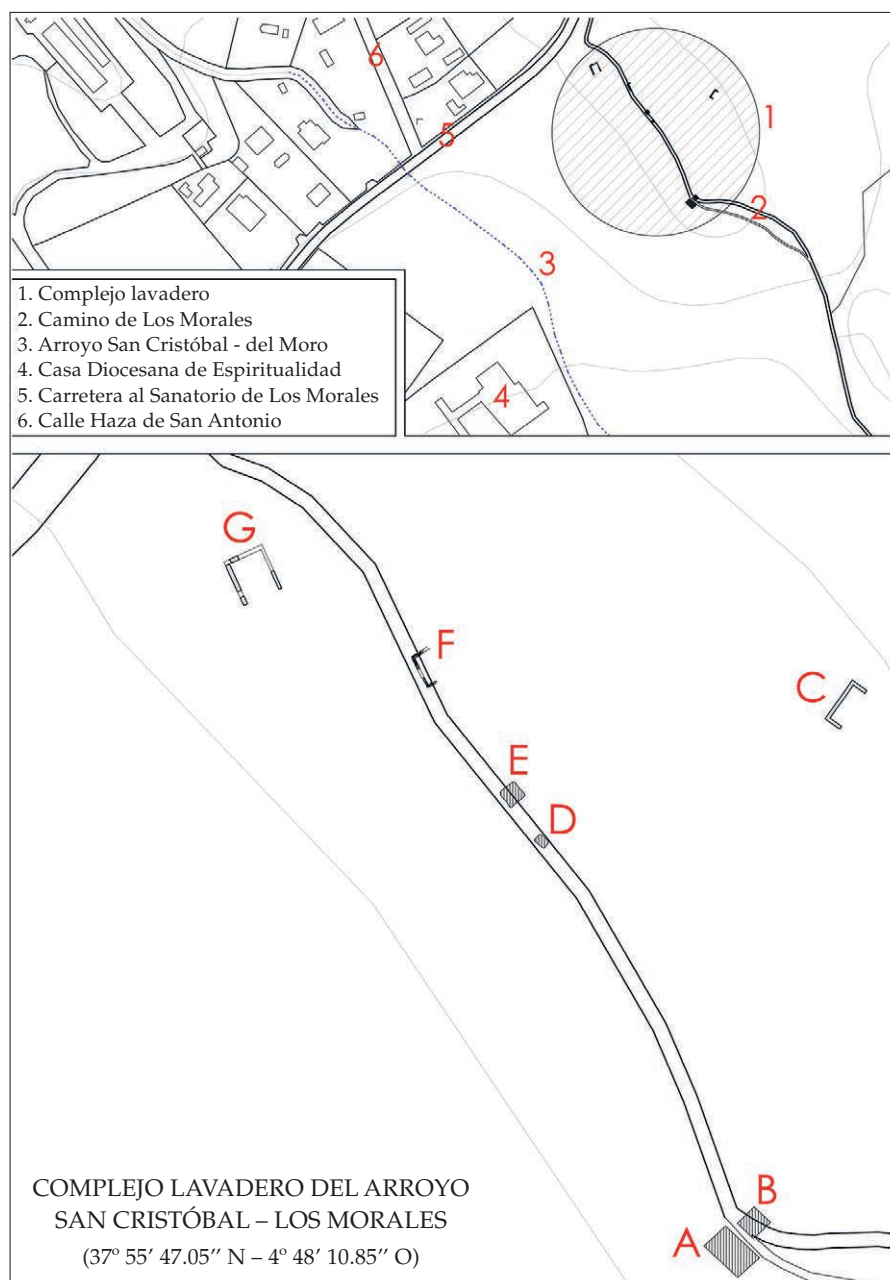 6
5
1
2
3
4
1. Complejo lavadero
2. Camino de Los Morales
3. Arroyo San Cristóbal - del Moro
4. Casa Diocesana de Espiritualidad
5. Carretera al Sanatorio de Los Morales
6. Calle Haza de San Antonio
G
F
C
E
D
B
A
COMPLEJO LAVADERO DEL ARROYO
SAN CRISTÓBAL – LOS MORALES
(37º 55’ 47.05’’ N – 4º 48’ 10.85’’ O)